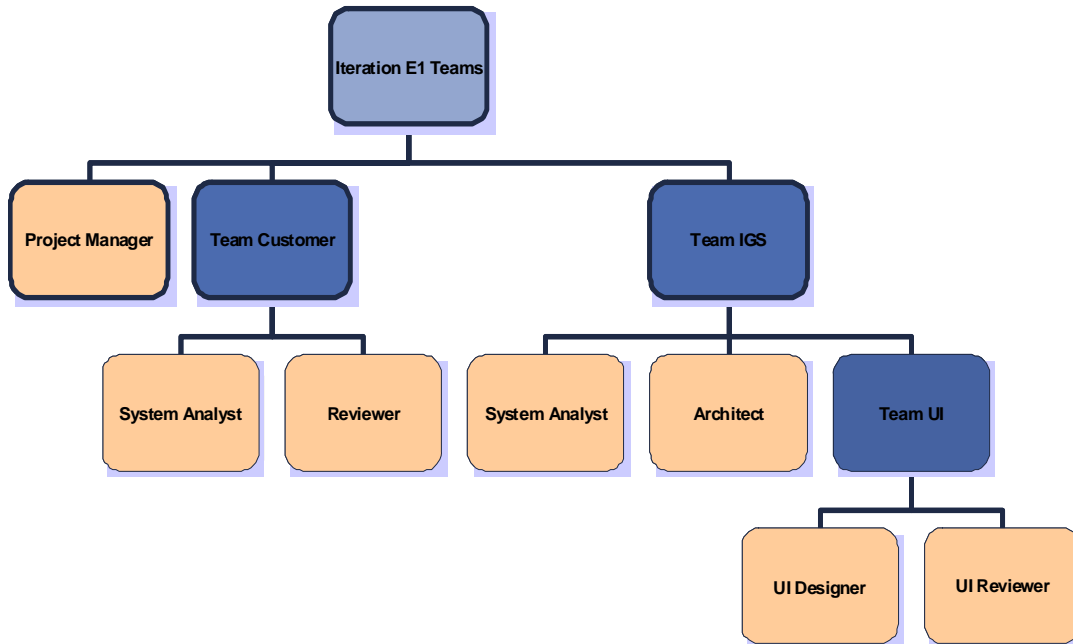 Iteration E1 Teams
Project Manager
Team Customer
Team IGS
System Analyst
Reviewer
System Analyst
Architect
Team UI
UI Designer
UI Reviewer